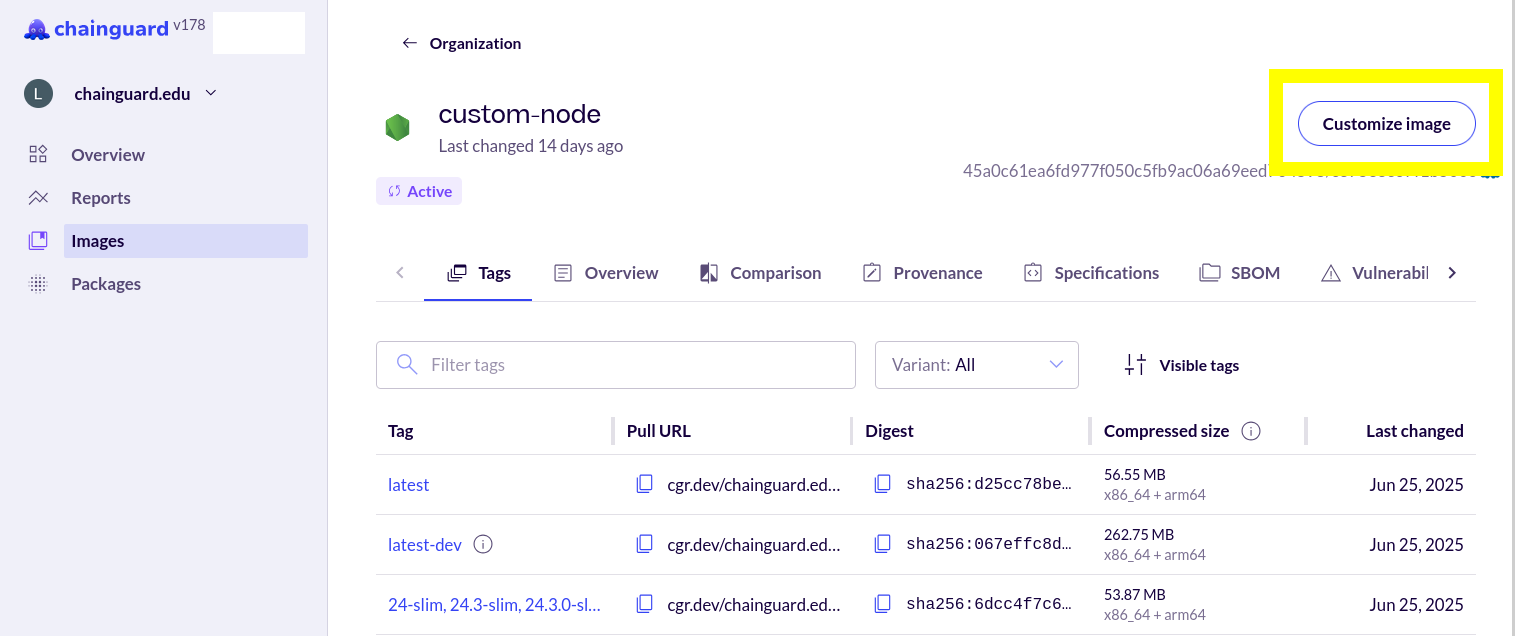 chainguard v178
L chainguard.edu
Overview
Reports
Images
Packages
← Organization
custom-node
Last changed 14 days ago
Active
Customize image
45a0c61ea6fd977f050c5fb9ac06a69eed
Tags Overview Comparison Provenance Specifications SBOM Vulnerabil
Filter tags Variant: All Visible tags
Tag Pull URL Digest Compressed size Last changed
latest cgr.dev/chainguard.ed... sha256:d25cc78be… 56.55 MB Jun 25, 2025
x86_64 + arm64
latest-dev cgr.dev/chainguard.ed... sha256:067effc8d… 262.75 MB Jun 25, 2025
x86_64 + arm64
24-slim, 24.3-slim, 24.3.0-sl... cgr.dev/chainguard.ed... sha256:6dcc4f7c6… 53.87 MB Jun 25, 2025
x86_64 + arm64